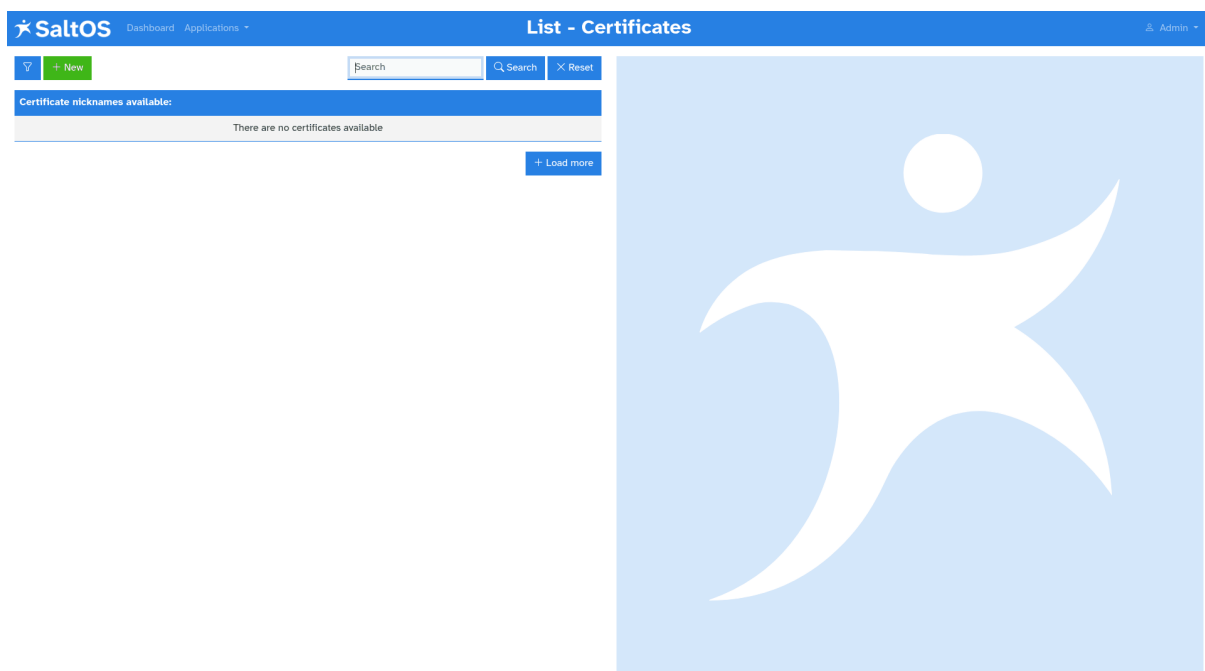 SaltOS Dashboard Applications List - Certificates Admin
+ New Search Search Reset
Certificate nicknames available:
There are no certificates available
+ Load more